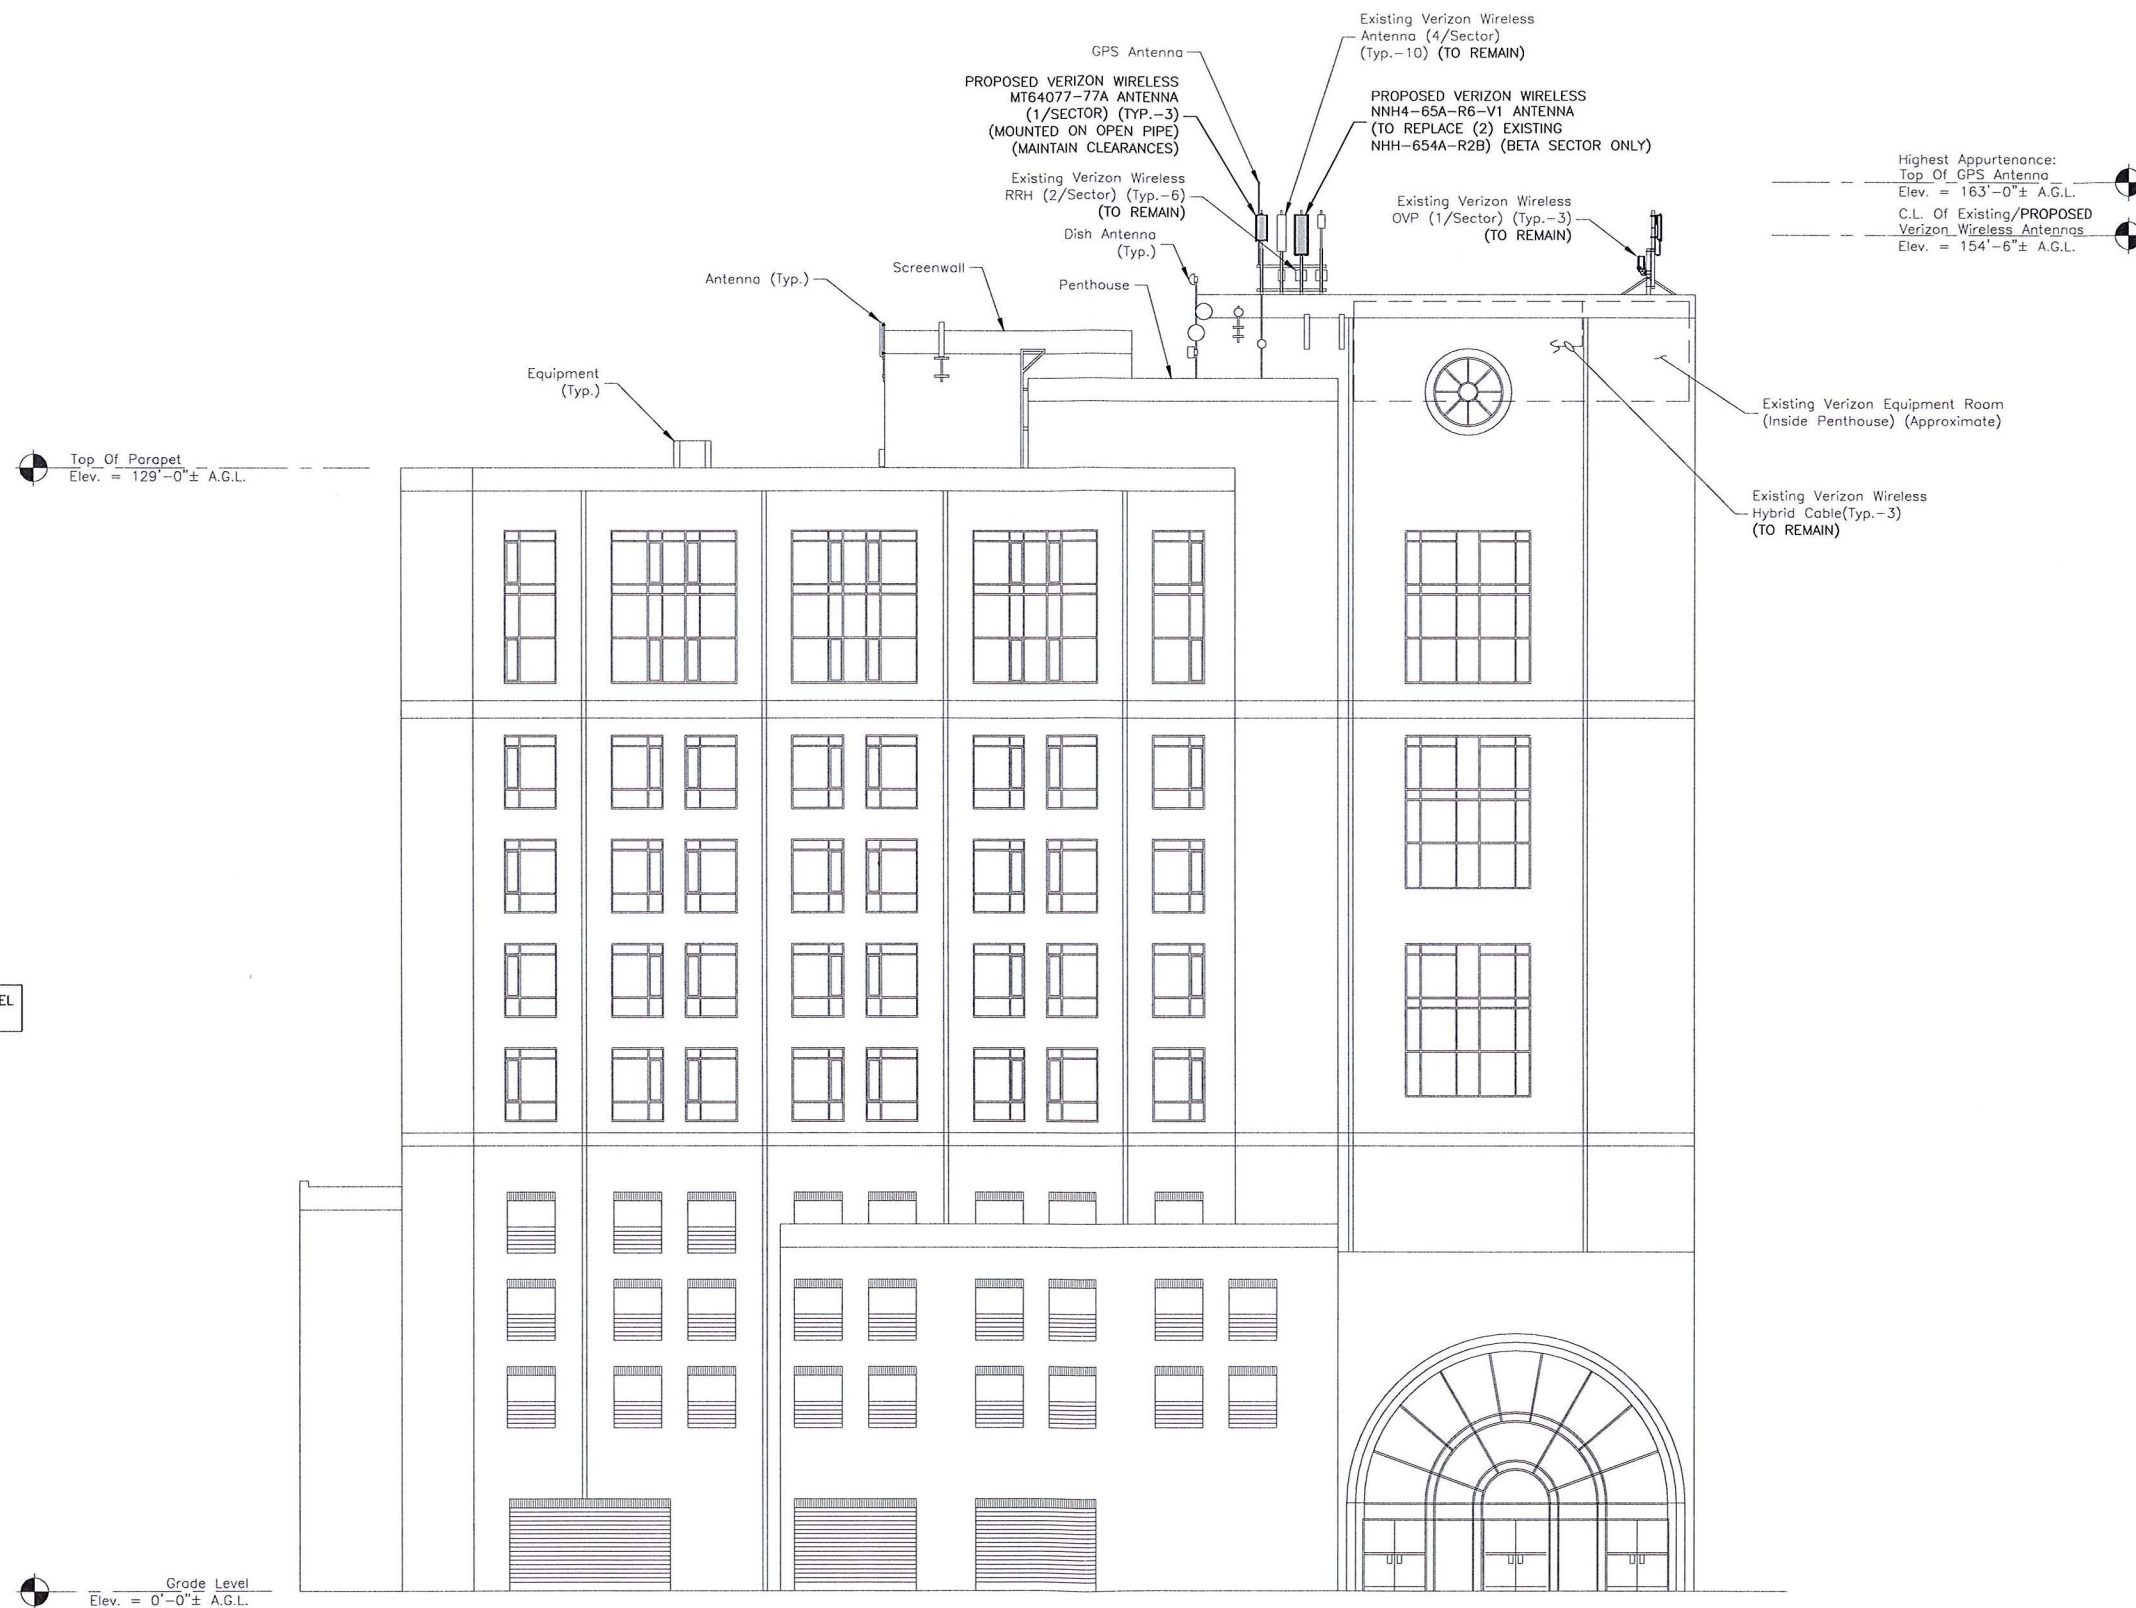 Existing Verizon Wireless
Antenna (4/Sector)
(Typ.-10) (TO REMAIN)
GPS Antenna
PROPOSED VERIZON WIRELESS
MT64077-77A ANTENNA
(1/SECTOR) (TYP.-3)
(MOUNTED ON OPEN PIPE)
(MAINTAIN CLEARANCES)
PROPOSED VERIZON WIRELESS
NNH4-65A-R6-V1 ANTENNA
(TO REPLACE (2) EXISTING
NHH-654A-R2B) (BETA SECTOR ONLY)
Existing Verizon Wireless
RRH (2/Sector) (Typ.-6)
(TO REMAIN)
Existing Verizon Wireless
OVP (1/Sector) (Typ.-3)
(TO REMAIN)
Highest Appurtenance:
Top Of GPS Antenna
Elev. = 163'-0"± A.G.L.
C.L. Of Existing/PROPOSED
Verizon Wireless Antennas
Elev. = 154'-6"± A.G.L.
Dish Antenna
(Typ.)
Screenwall
Penthouse
Antenna (Typ.)
Equipment
(Typ.)
Existing Verizon Equipment Room
(Inside Penthouse) (Approximate)
Top Of Parapet
Elev. = 129'-0"± A.G.L.
Existing Verizon Wireless
Hybrid Cable(Typ.-3)
(TO REMAIN)
EL
Grade Level
Elev. = 0'-0"± A.G.L.